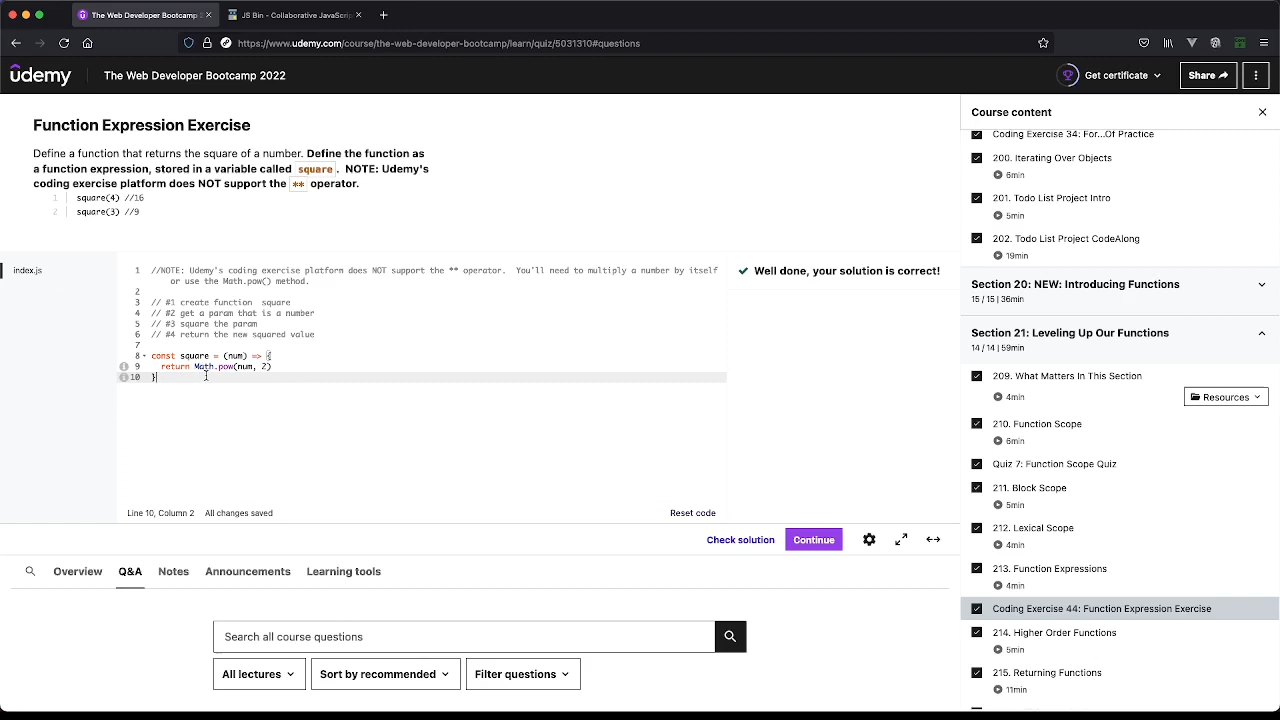 The Web Developer Bootcamp 2
JS Bin - Collaborative JavaScrip
https://www.udemy.com/course/the-web-developer-bootcamp/learn/quiz/5031310#questions
udemy
The Web Developer Bootcamp 2022
Get certificate
Share
Function Expression Exercise
Define a function that returns the square of a number. Define the function as
a function expression, stored in a variable called square. NOTE: Udemy's
coding exercise platform does NOT support the ** operator.
1 square(4) //16
2 square(3) //9
index.js
1 //NOTE: Udemy's coding exercise platform does NOT support the ** operator. You'll need to multiply a number by itself
or use the Math.pow() method.
2
3 // #1 create function square
4 // #2 get a param that is a number
5 // #3 square the param
6 // #4 return the new squared value
7
8 const square = (num) => {
9 return Math.pow(num, 2)
10 }
Well done, your solution is correct!
Line 10, Column 2 All changes saved
Reset code
Check solution
Continue
Overview
Q&A
Notes
Announcements
Learning tools
Search all course questions
All lectures
Sort by recommended
Filter questions
Course content
Coding Exercise 34: For...Of Practice
200. Iterating Over Objects
6min
201. Todo List Project Intro
5min
202. Todo List Project CodeAlong
19min
Section 20: NEW: Introducing Functions
15 / 15 | 36min
Section 21: Leveling Up Our Functions
14 / 14 | 59min
209. What Matters In This Section
4min
Resources
210. Function Scope
6min
Quiz 7: Function Scope Quiz
211. Block Scope
5min
212. Lexical Scope
4min
213. Function Expressions
4min
Coding Exercise 44: Function Expression Exercise
214. Higher Order Functions
5min
215. Returning Functions
11min